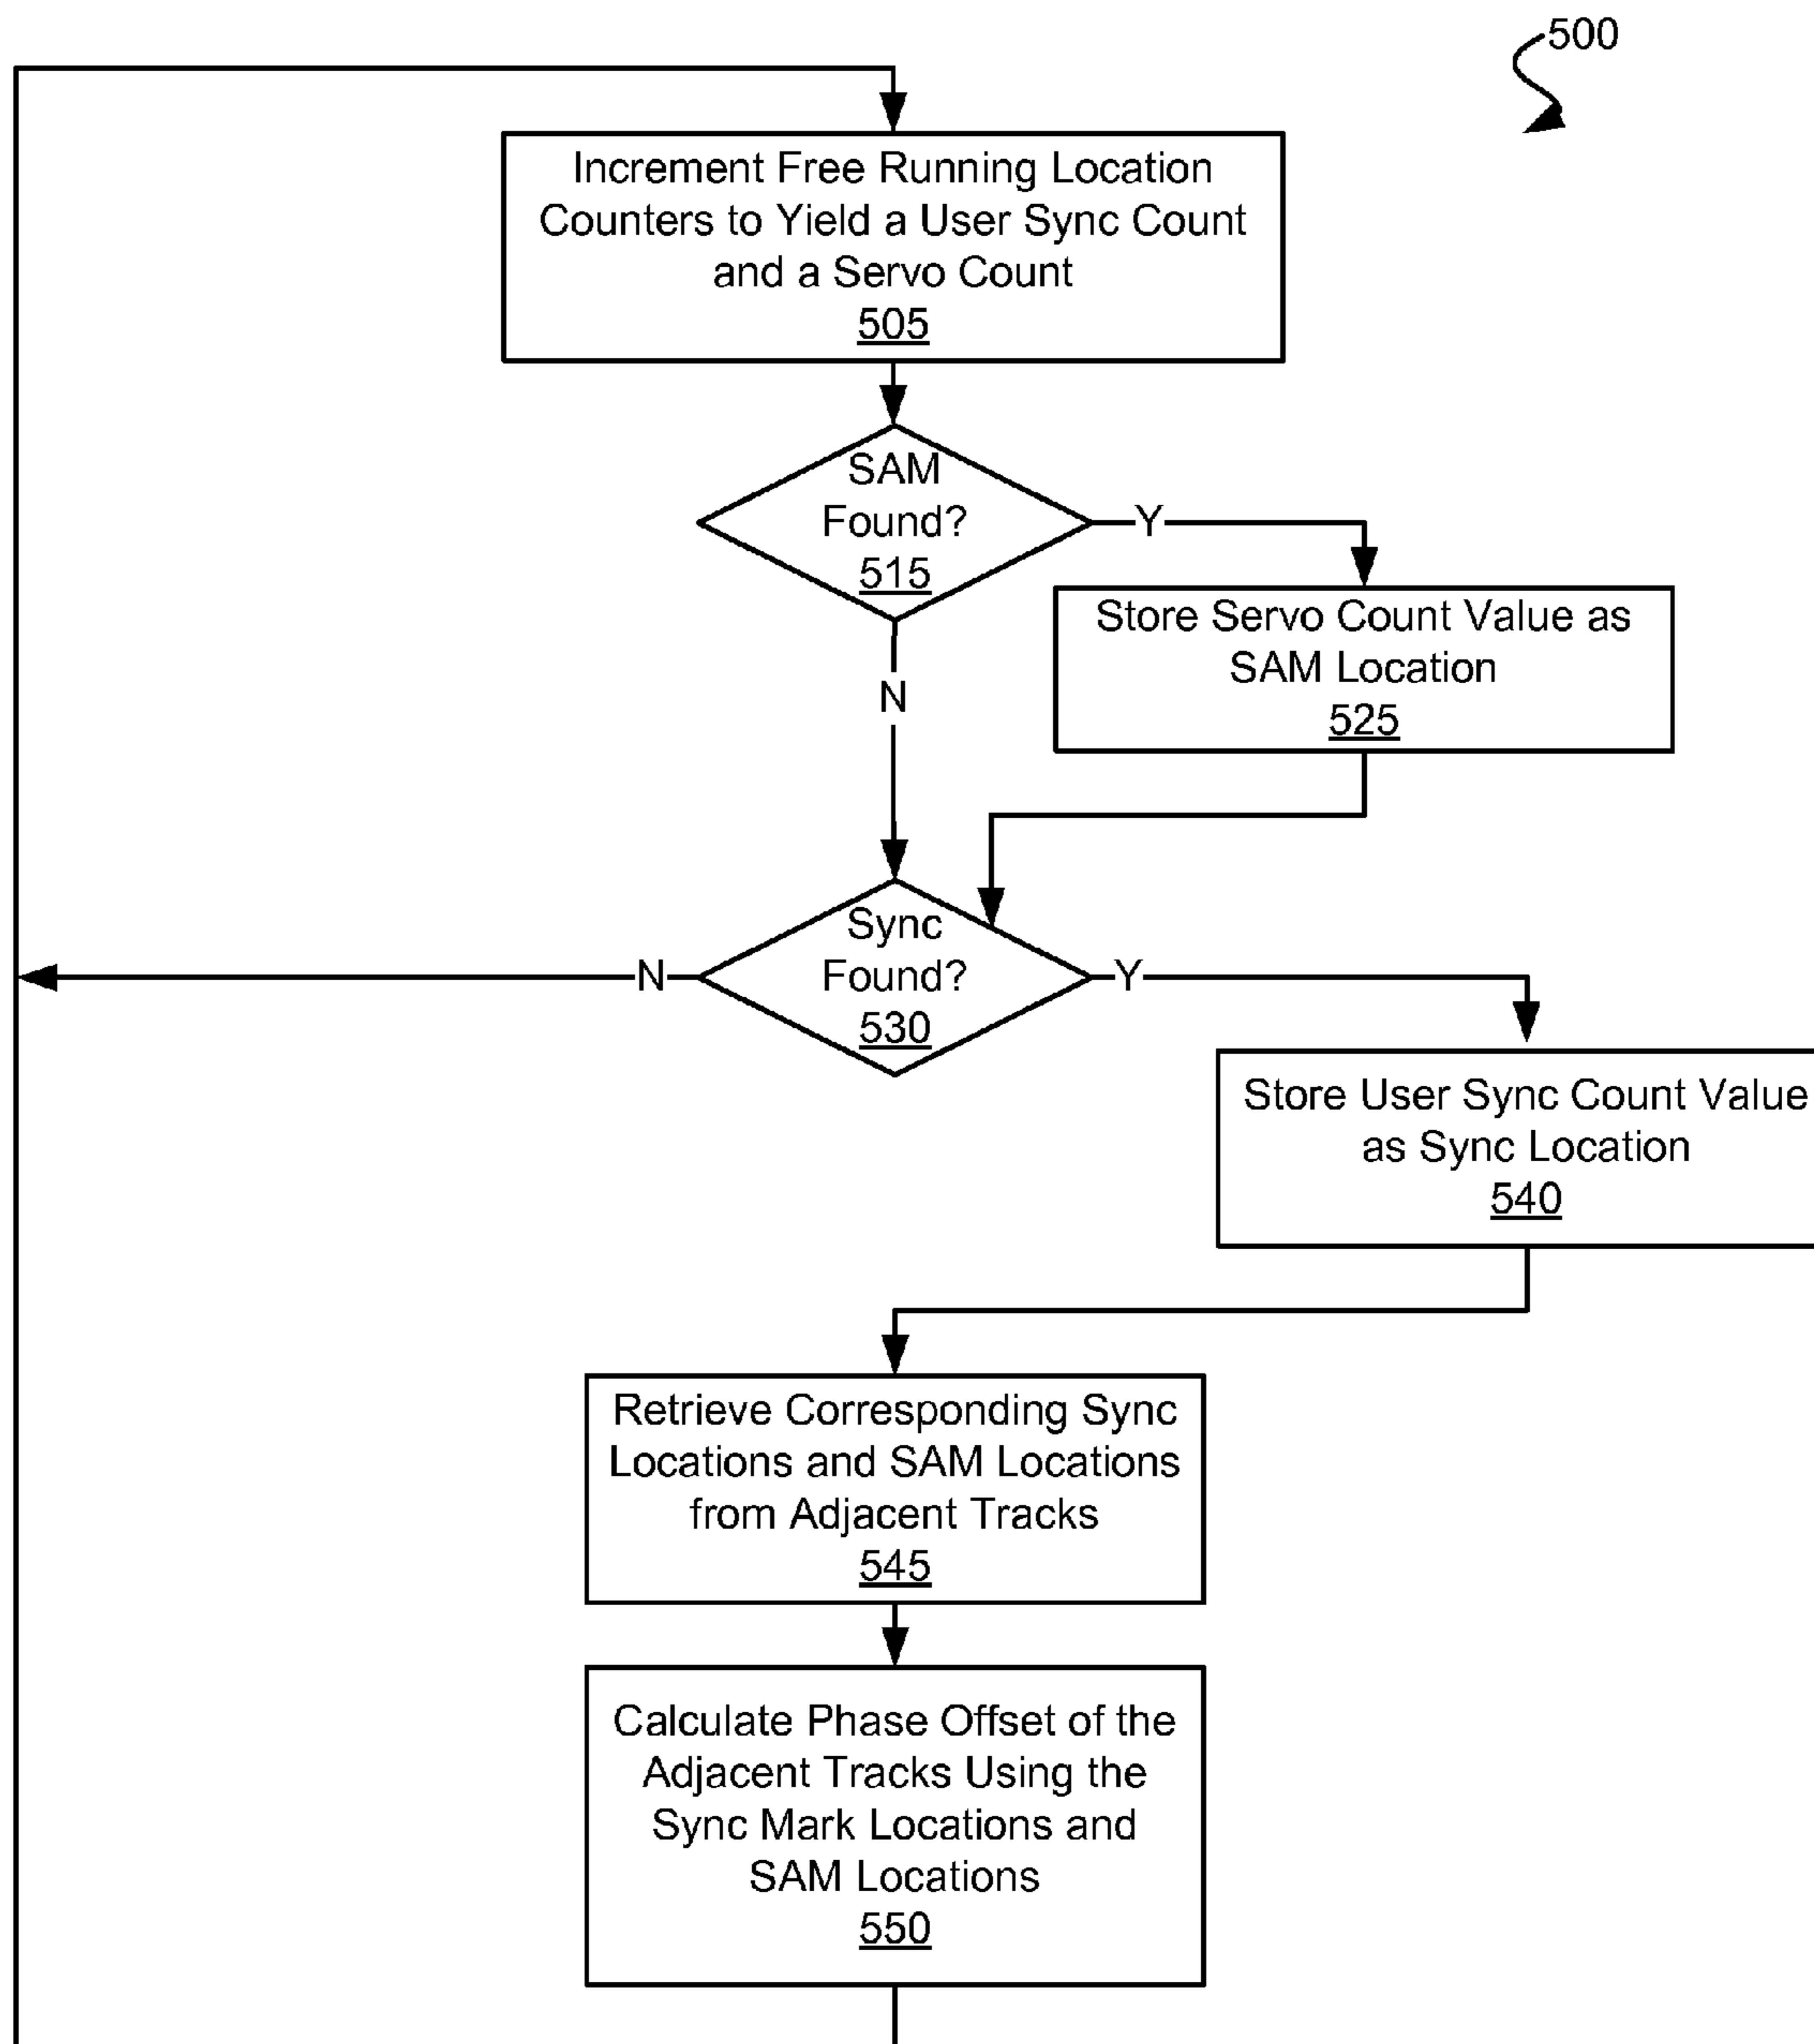 500
Increment Free Running Location
Counters to Yield a User Sync Count
and a Servo Count
505
SAM
Found?
515
Y
N
Store Servo Count Value as
SAM Location
525
Sync
Found?
530
N
Y
Store User Sync Count Value
as Sync Location
540
Retrieve Corresponding Sync
Locations and SAM Locations
from Adjacent Tracks
545
Calculate Phase Offset of the
Adjacent Tracks Using the
Sync Mark Locations and
SAM Locations
550